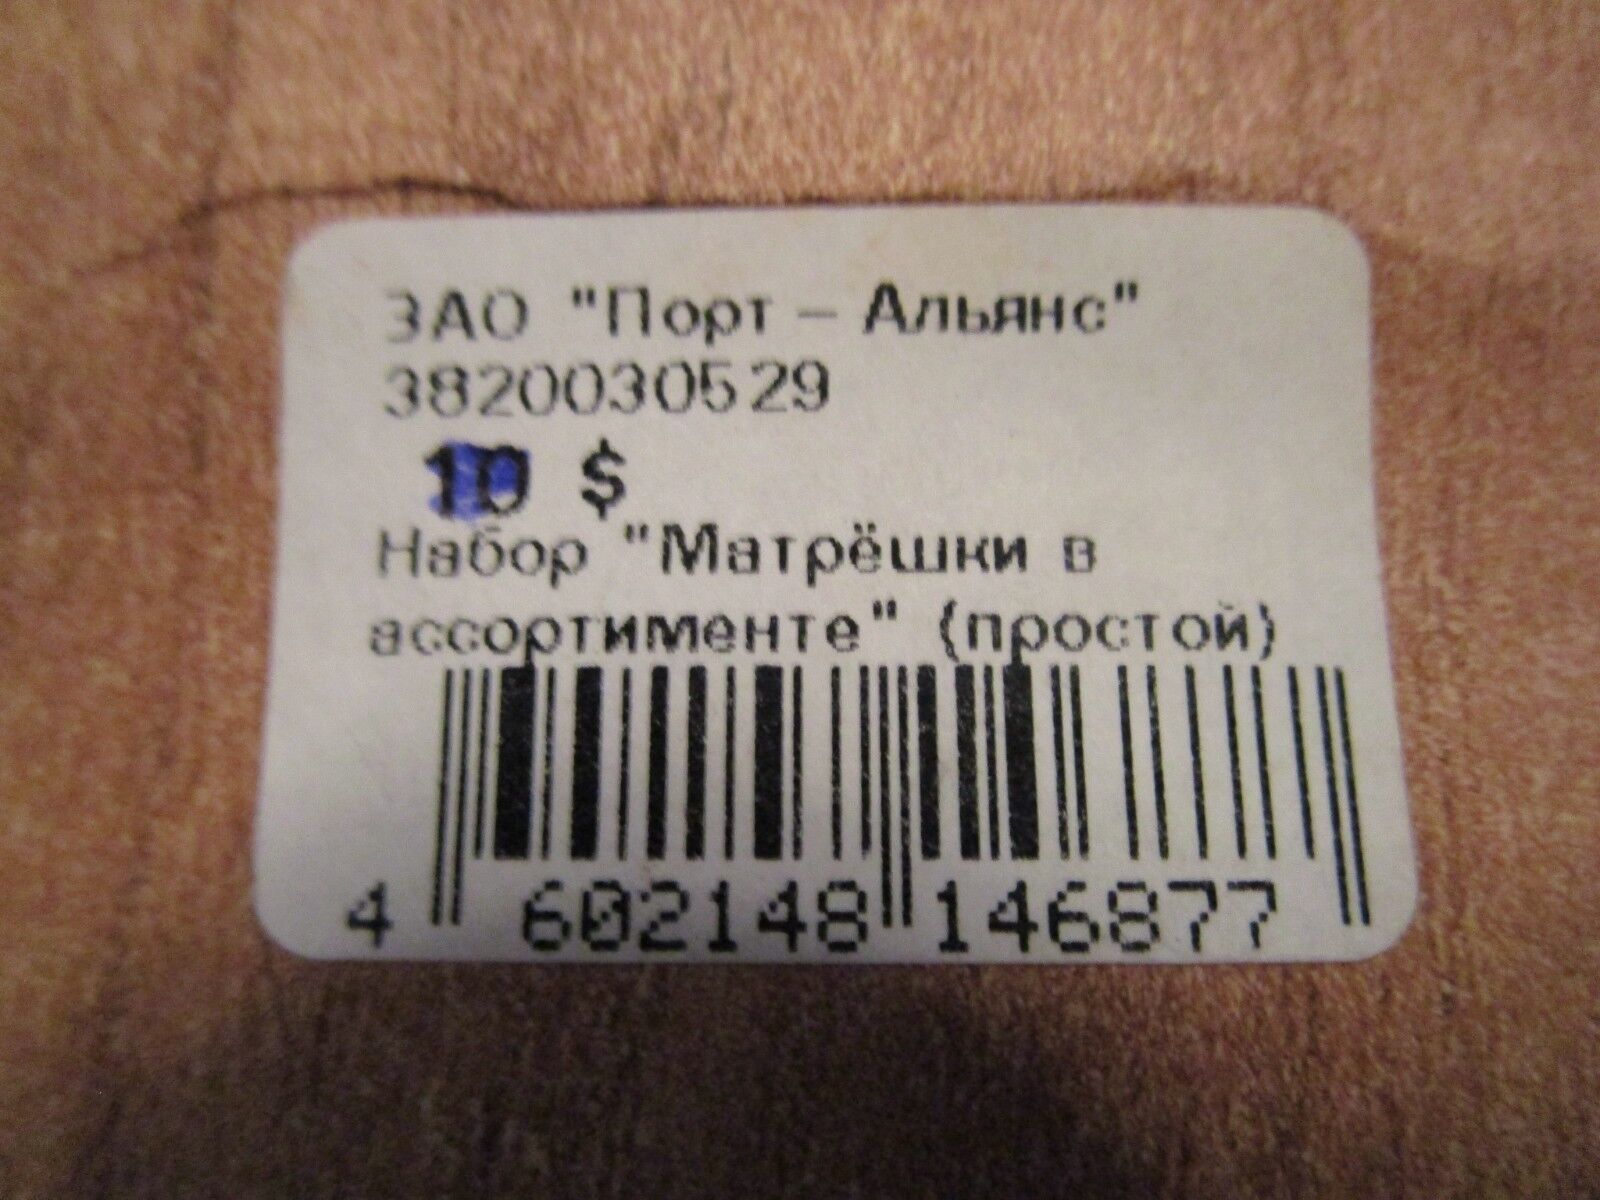 ЗАО "Порт – Альянс"
3820030529
10 $
Набор "Матрёшки в
ассортименте" (простой)
4 602148 146877